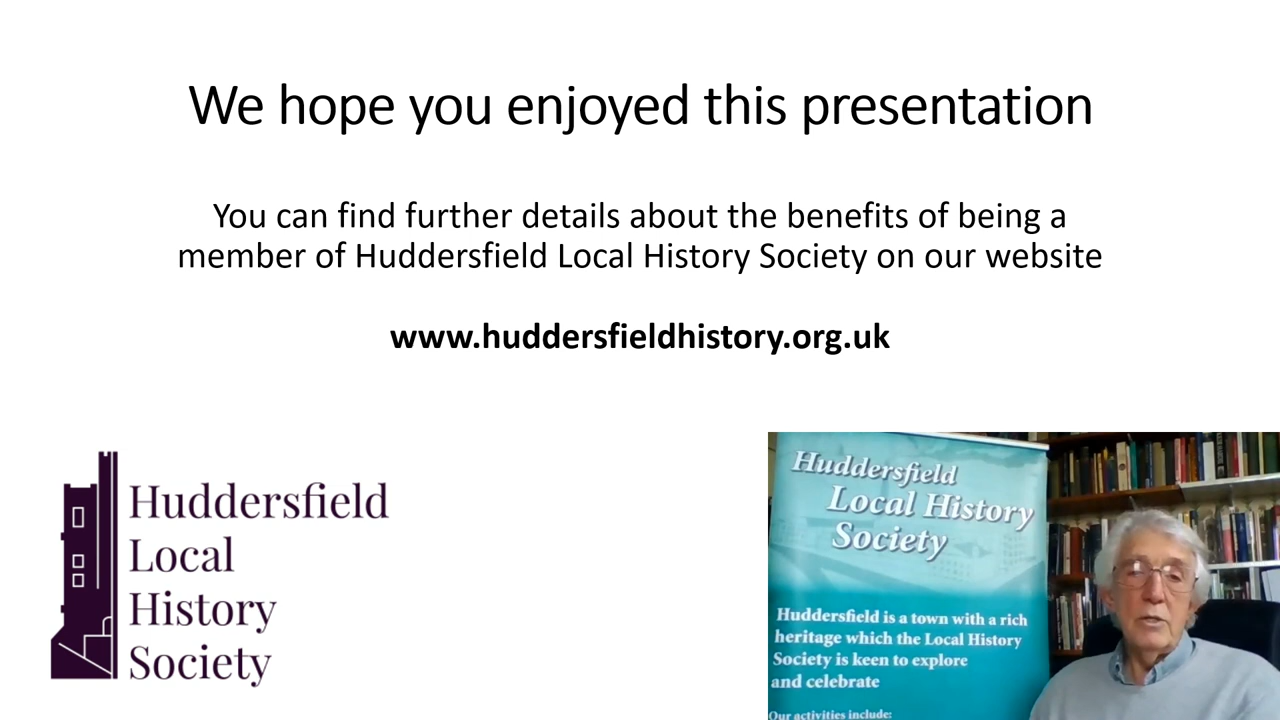 We hope you enjoyed this presentation
You can find further details about the benefits of being a
member of Huddersfield Local History Society on our website
www.huddersfieldhistory.org.uk
Huddersfield
Local
History
Society
Huddersfield
Local History
Society
Huddersfield is a town with a rich
heritage which the Local History
Society is keen to explore
and celebrate
Our activities include: